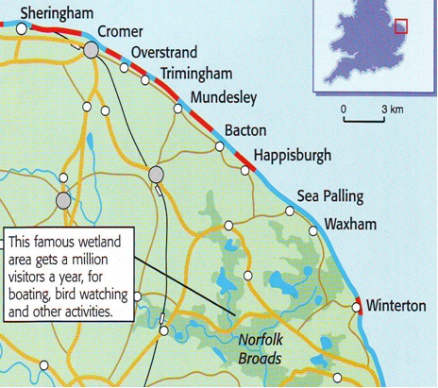 Sheringham
Cromer
Overstrand
Trimingham
Mundesley
0 3 km
Bacton
Happisburgh
Sea Palling
Waxham
This famous wetland
area gets a million
visitors a year, for
boating, bird watching
and other activities.
Winterton
Norfolk
Broads